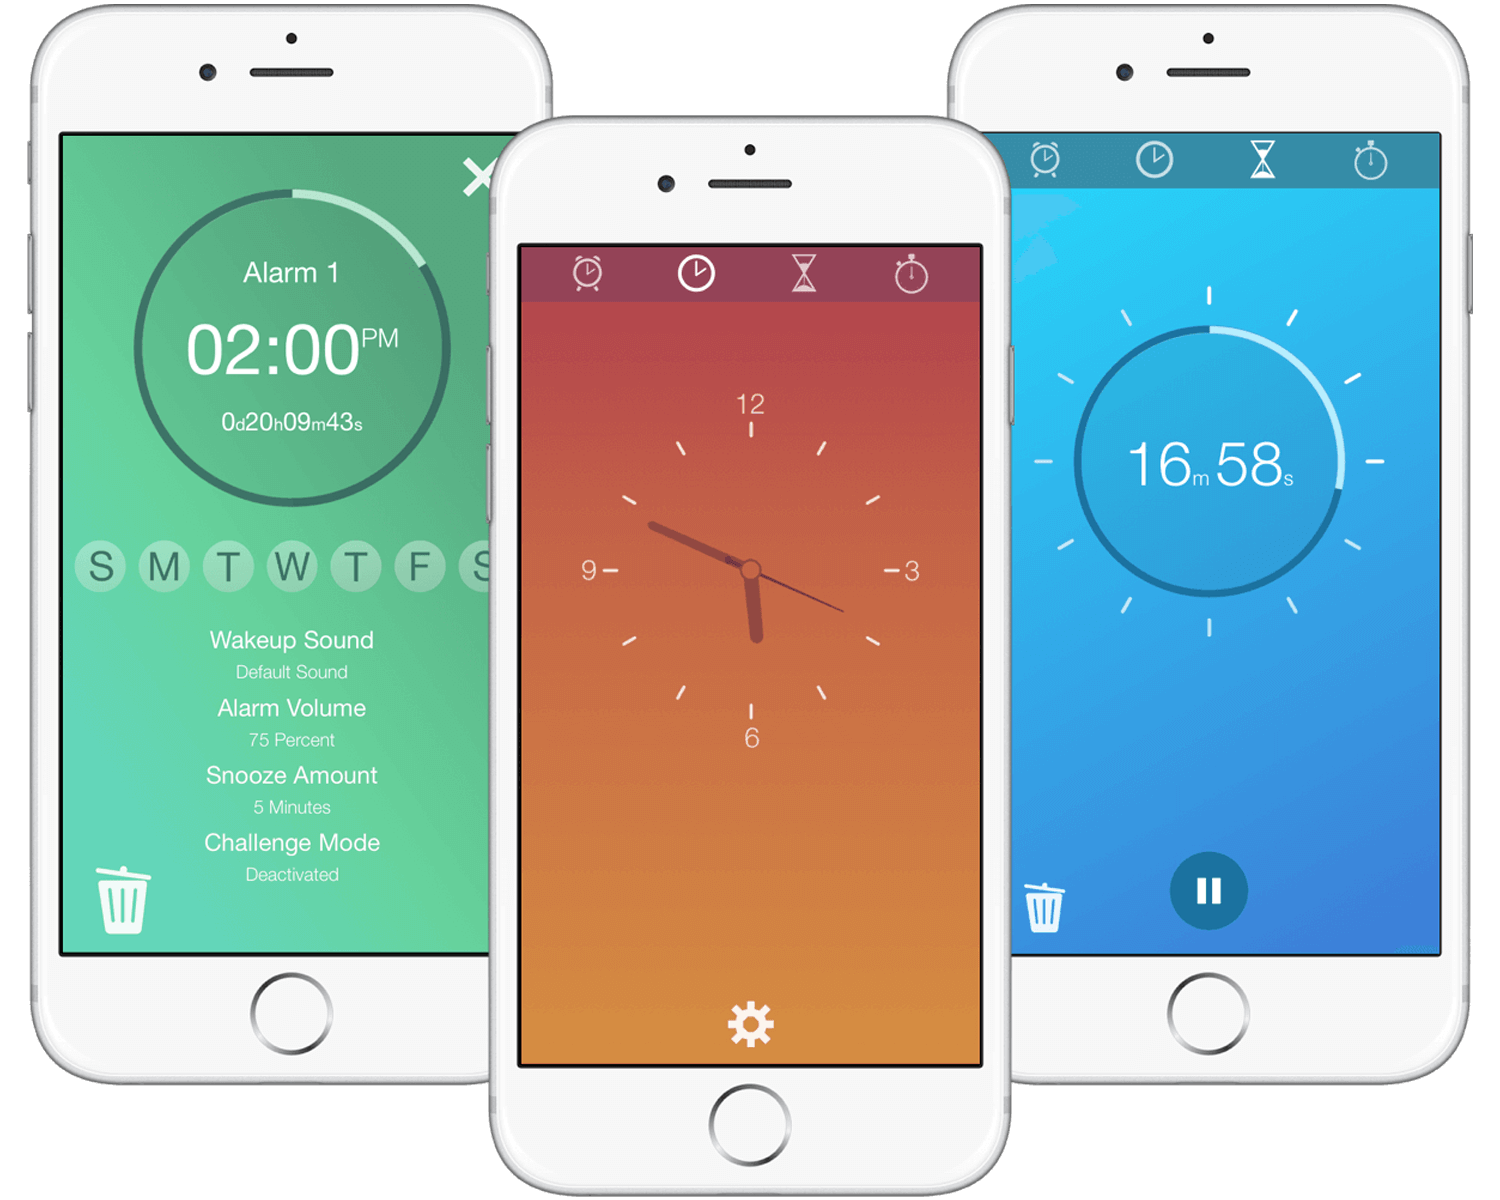 Alarm 1
02:00PM
0d20h09m43s
S M T W T F S
Wakeup Sound
Default Sound
Alarm Volume
75 Percent
Snooze Amount
5 Minutes
Challenge Mode
Deactivated
12
9 3
6
16m58s